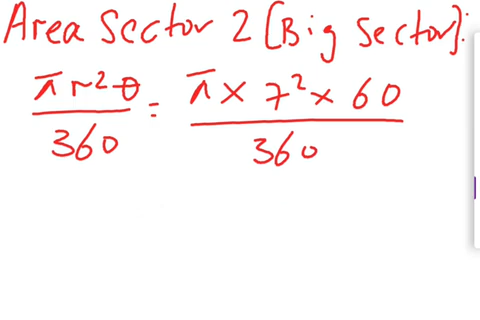 Area Sector 2 (Big Sector):
πr²θ/360 = π × 7² × 60/360